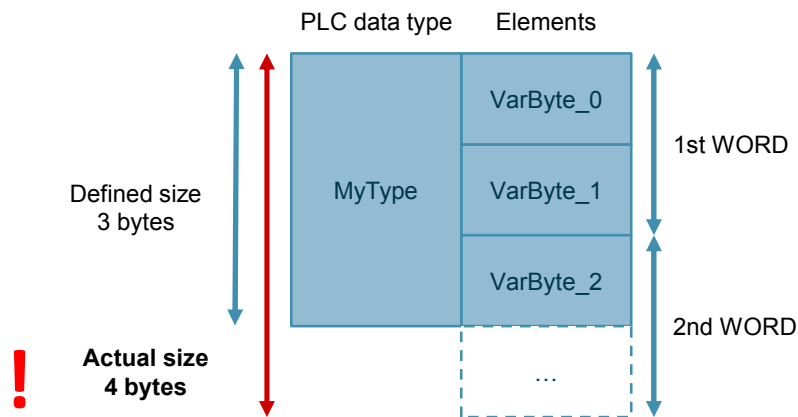 PLC data type
Elements
VarByte_0
1st WORD
Defined size
3 bytes
MyType
VarByte_1
VarByte_2
2nd WORD
!
Actual size
4 bytes
…